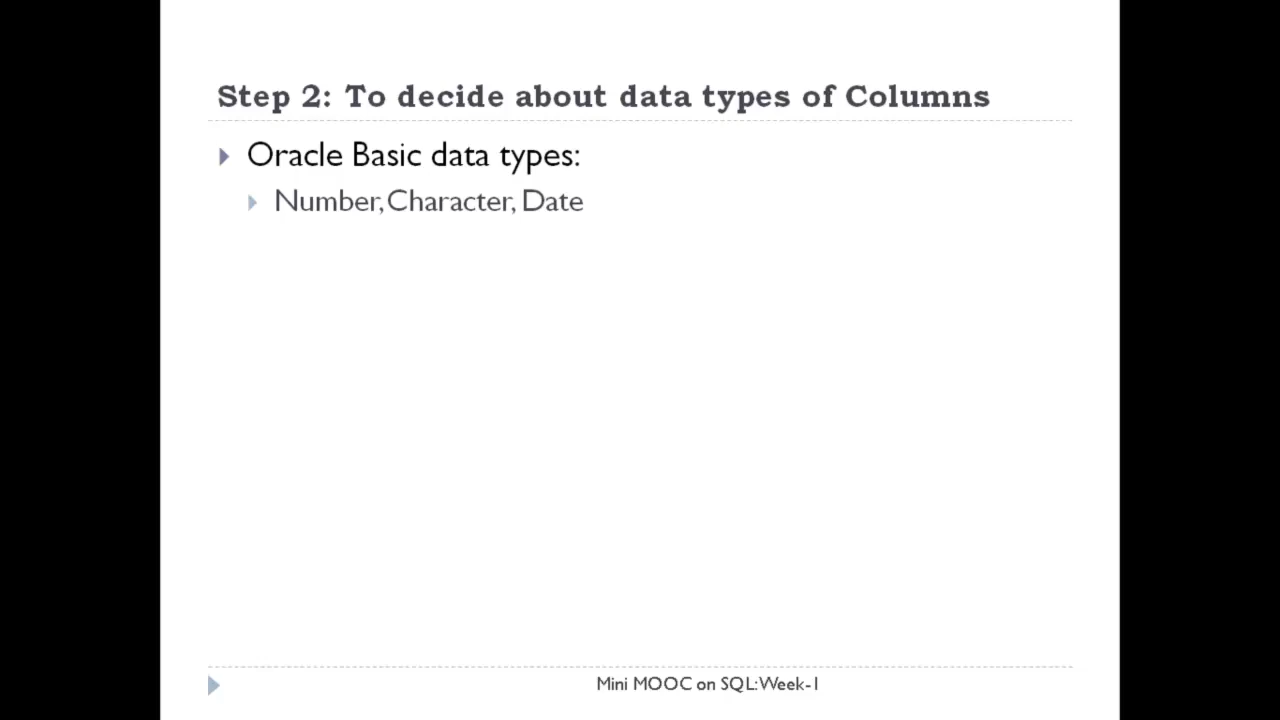 Step 2: To decide about data types of Columns
Oracle Basic data types:
Number, Character, Date
Mini MOOC on SQL:Week-1